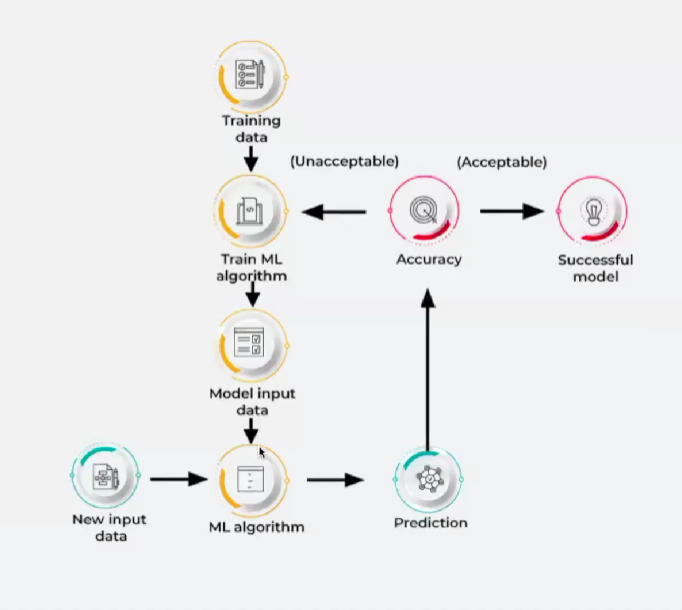 Training
data
(Unacceptable)
(Acceptable)
Train ML
algorithm
Accuracy
Successful
model
Model input
data
New input
data
ML algorithm
Prediction